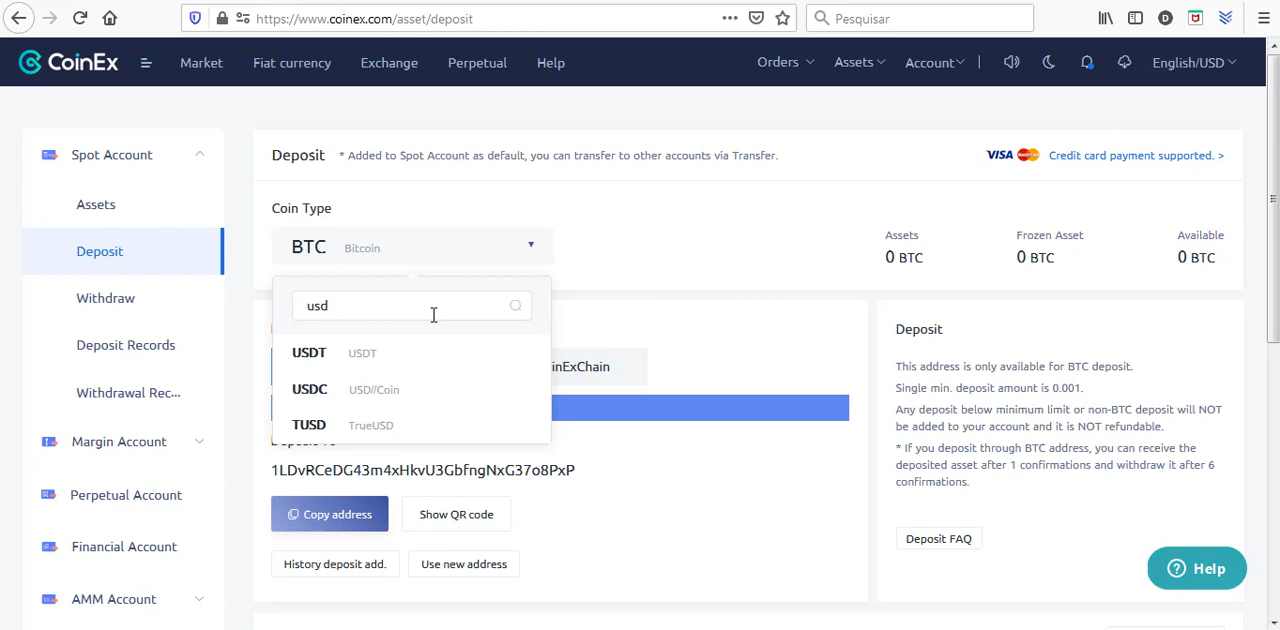 https://www.coinex.com/asset/deposit
Pesquisar
CoinEx
Market
Fiat currency
Exchange
Perpetual
Help
Orders
Assets
Account
English/USD
Spot Account
Assets
Deposit
Withdraw
Deposit Records
Withdrawal Rec...
Margin Account
Perpetual Account
Financial Account
AMM Account
Deposit * Added to Spot Account as default, you can transfer to other accounts via Transfer.
VISA MasterCard Credit card payment supported. >
Coin Type
BTC Bitcoin
Assets
0 BTC
Frozen Asset
0 BTC
Available
0 BTC
usd
USDT USDT
USDC USD//Coin
TUSD TrueUSD
inExChain
1LDvRCeDG43m4xHkvU3GbfngNxG37o8PxP
Copy address
Show QR code
History deposit add.
Use new address
Deposit
This address is only available for BTC deposit.
Single min. deposit amount is 0.001.
Any deposit below minimum limit or non-BTC deposit will NOT
be added to your account and it is NOT refundable.
* If you deposit through BTC address, you can receive the
deposited asset after 1 confirmations and withdraw it after 6
confirmations.
Deposit FAQ
Help